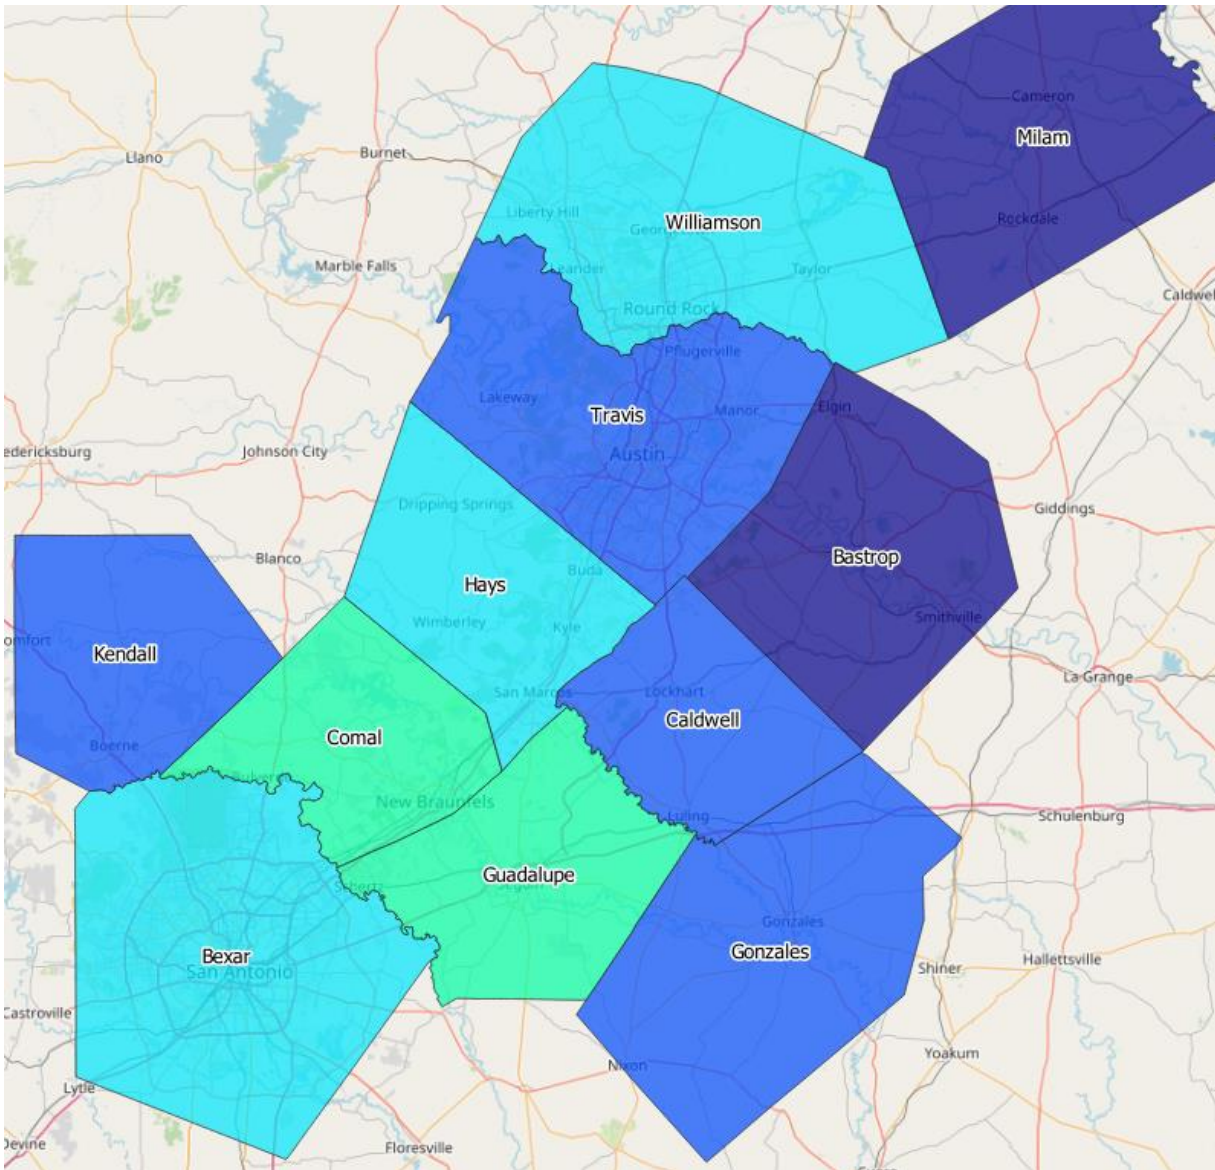 Cameron
Milam
Llano
Burnet
Liberty Hill
Williamson
Rockdale
Marble Falls
eander
Taylor
Caldwel
Round Rock
Pflugerville
Lakeway
Travis
Manor
Elgin
Austin
edericksburg
Johnson City
Dripping Springs
Giddings
Blanco
Buda
Bastrop
Hays
Wimberley
Kyle
Smithville
omfort
Kendall
La Grange
San Marcos
Lockhart
Caldwell
Comal
Boerne
New Braunfels
Luling
Schulenburg
Guadalupe
Schertz
Gonzales
Gonzales
Bexar
San Antonio
Shiner
Hallettsville
Castroville
Yoakum
Nixon
Lytle
Devine
Floresville